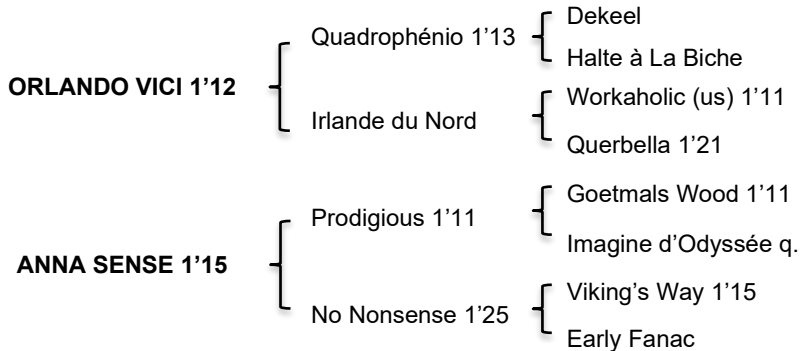 Dekeel
Quadrophénio 1’13
Halte à La Biche
ORLANDO VICI 1’12
Workaholic (us) 1’11
Irlande du Nord
Querbella 1’21
Goetmals Wood 1’11
Prodigious 1’11
Imagine d’Odyssée q.
ANNA SENSE 1’15
Viking’s Way 1’15
No Nonsense 1’25
Early Fanac